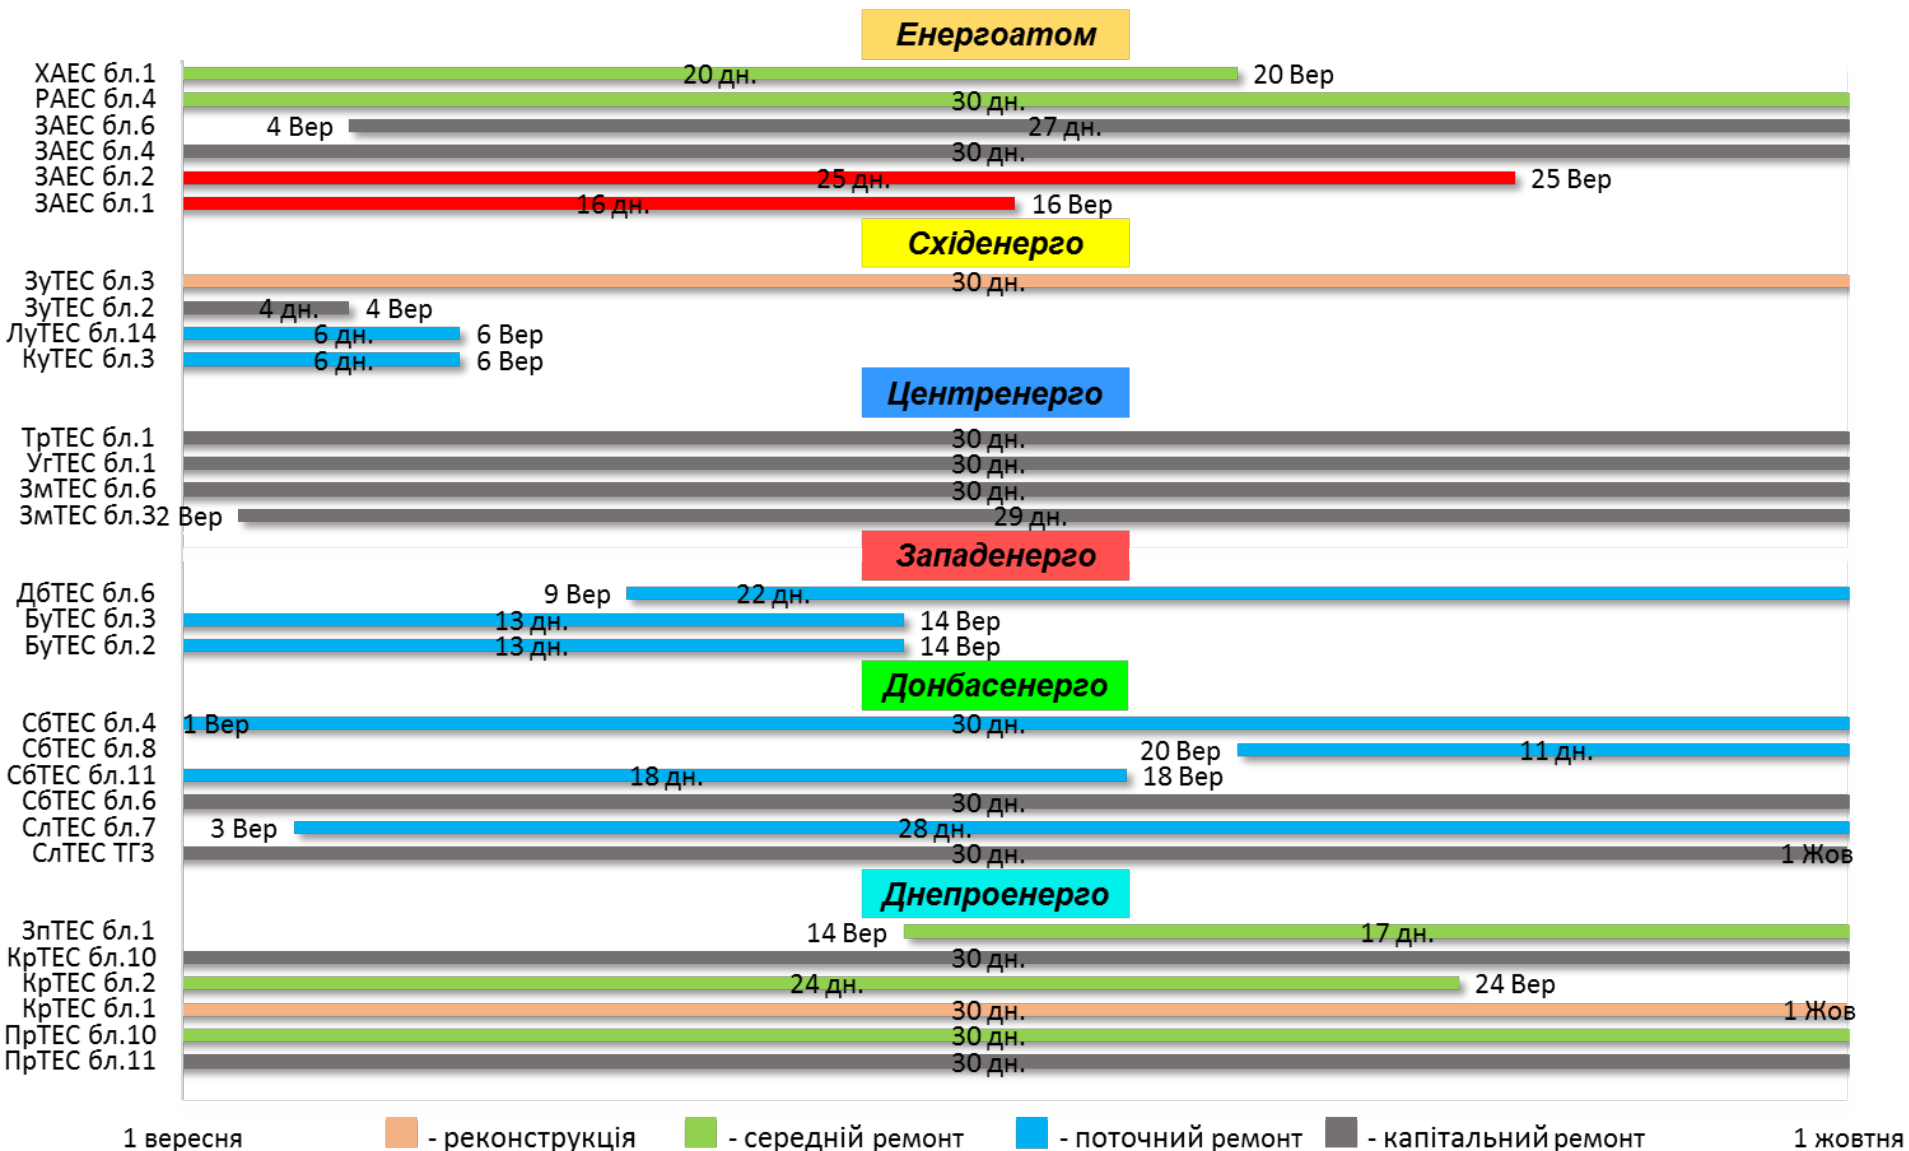 Енергоатом
ХАЕС бл.1 20 дн. 20 Вер
РАЕС бл.4 30 дн.
ЗАЕС бл.6 4 Вер 27 дн.
ЗАЕС бл.4 30 дн.
ЗАЕС бл.2 25 дн. 25 Вер
ЗАЕС бл.1 16 дн. 16 Вер
Східенерго
ЗуТЕС бл.3 30 дн.
ЗуТЕС бл.2 4 дн. 4 Вер
ЛуТЕС бл.14 6 дн. 6 Вер
КуТЕС бл.3 6 дн. 6 Вер
Центренерго
ТрТЕС бл.1 30 дн.
УгТЕС бл.1 30 дн.
ЗмТЕС бл.6 30 дн.
ЗмТЕС бл.3 2 Вер 29 дн.
Западенерго
ДбТЕС бл.6 9 Вер 22 дн.
БуТЕС бл.3 13 дн. 14 Вер
БуТЕС бл.2 13 дн. 14 Вер
Донбасенерго
СбТЕС бл.4 1 Вер 30 дн.
СбТЕС бл.8 20 Вер 11 дн.
СбТЕС бл.11 18 дн. 18 Вер
СбТЕС бл.6 30 дн.
СлТЕС бл.7 3 Вер 28 дн.
СлТЕС ТГ3 30 дн. 1 Жов
Днепроенерго
ЗпТЕС бл.1 14 Вер 17 дн.
КрТЕС бл.10 30 дн.
КрТЕС бл.2 24 дн. 24 Вер
КрТЕС бл.1 30 дн. 1 Жов
ПрТЕС бл.10 30 дн.
ПрТЕС бл.11 30 дн.
1 вересня - реконструкція - середній ремонт - поточний ремонт - капітальний ремонт 1 жовтня